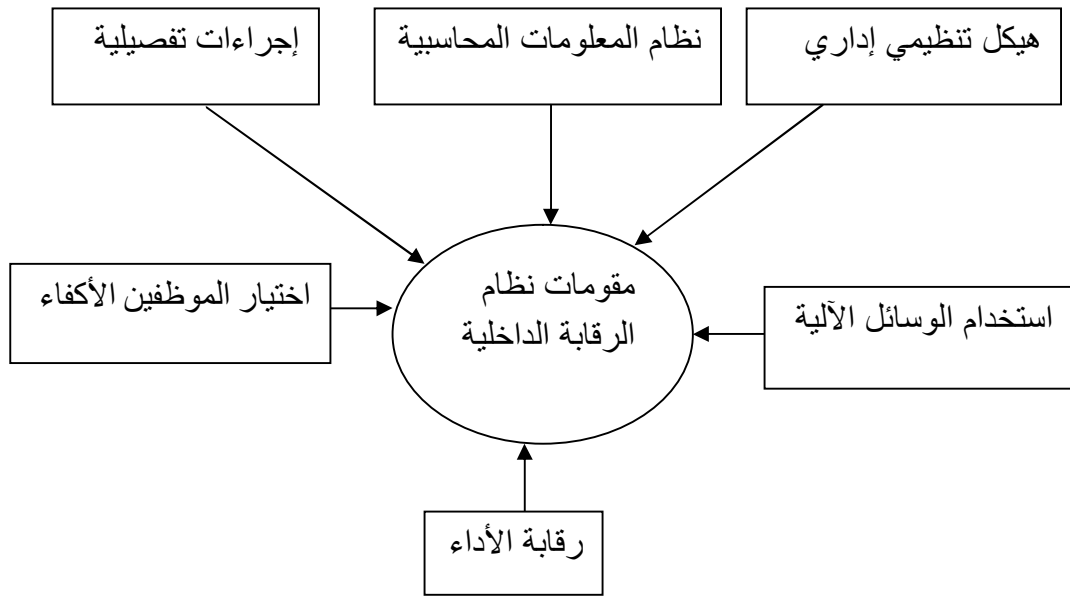 هيكل تنظيمي إداري
نظام المعلومات المحاسبية
إجراءات تفصيلية
مقومات نظام
الرقابة الداخلية
اختيار الموظفين الأكفاء
استخدام الوسائل الآلية
رقابة الأداء